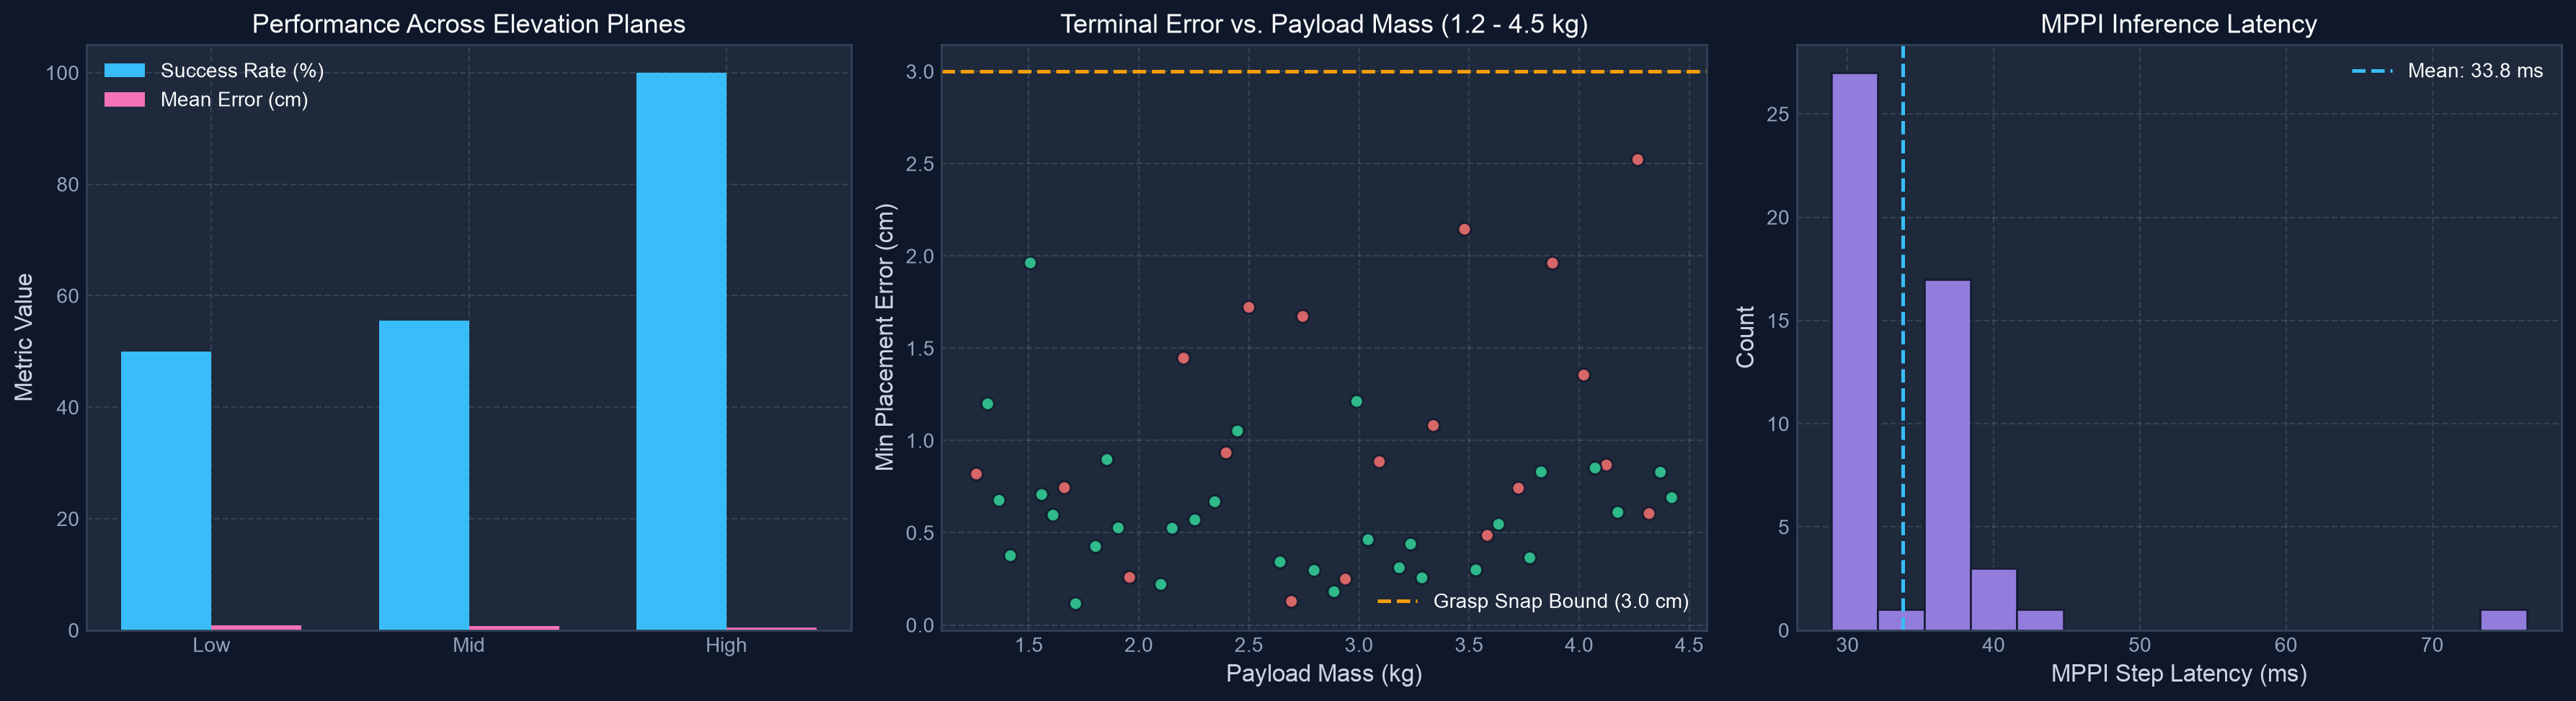 Performance Across Elevation Planes
Success Rate (%)
Mean Error (cm)
Metric Value
100
80
60
40
20
0
Low
Mid
High
Terminal Error vs. Payload Mass (1.2 - 4.5 kg)
Min Placement Error (cm)
3.0
2.5
2.0
1.5
1.0
0.5
0.0
Grasp Snap Bound (3.0 cm)
1.5
2.0
2.5
3.0
3.5
4.0
4.5
Payload Mass (kg)
MPPI Inference Latency
Mean: 33.8 ms
Count
25
20
15
10
5
0
30
40
50
60
70
MPPI Step Latency (ms)